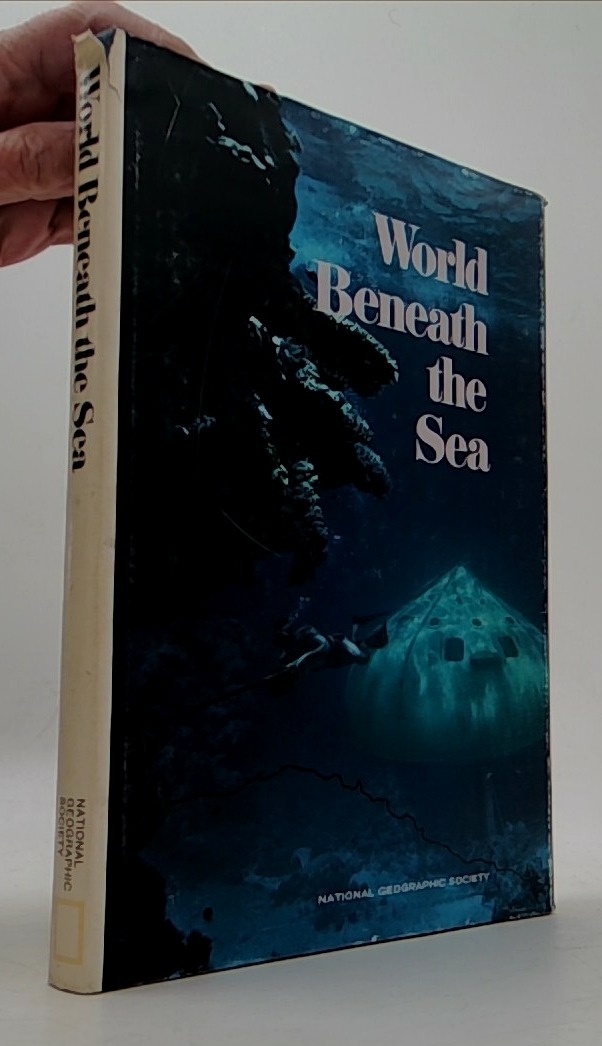 World Beneath the Sea
NATIONAL
GEOGRAPHIC
SOCIETY
World
Beneath
the
Sea
NATIONAL GEOGRAPHIC SOCIETY